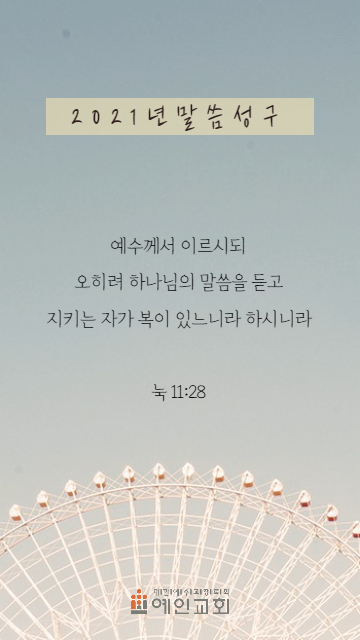 2021년말씀성구
예수께서 이르시되
오히려 하나님의 말씀을 듣고
지키는 자가 복이 있느니라 하시니라
눅 11:28
예인교회